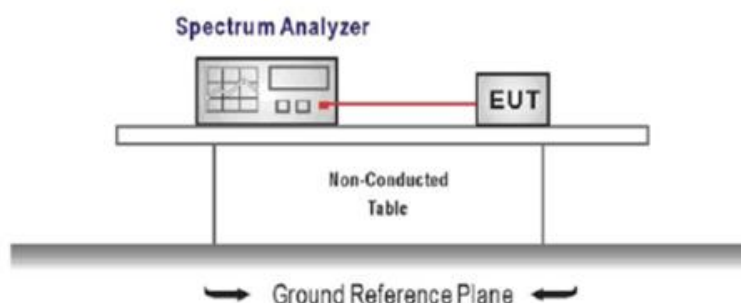 Spectrum Analyzer
EUT
Non-Conducted
Table
Ground Reference Plane